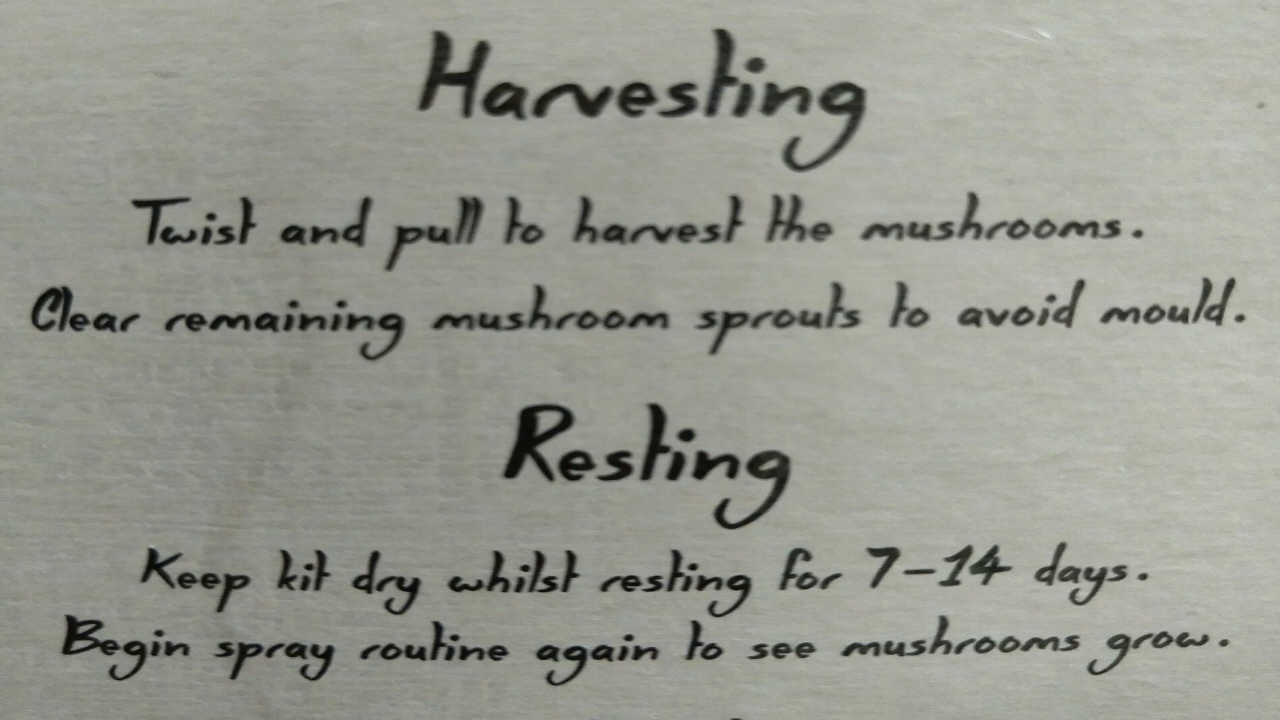 Harvesting
Twist and pull to harvest the mushrooms.
Clear remaining mushroom sprouts to avoid mould.
Resting
Keep kit dry whilst resting for 7-14 days.
Begin spray routine again to see mushrooms grow.